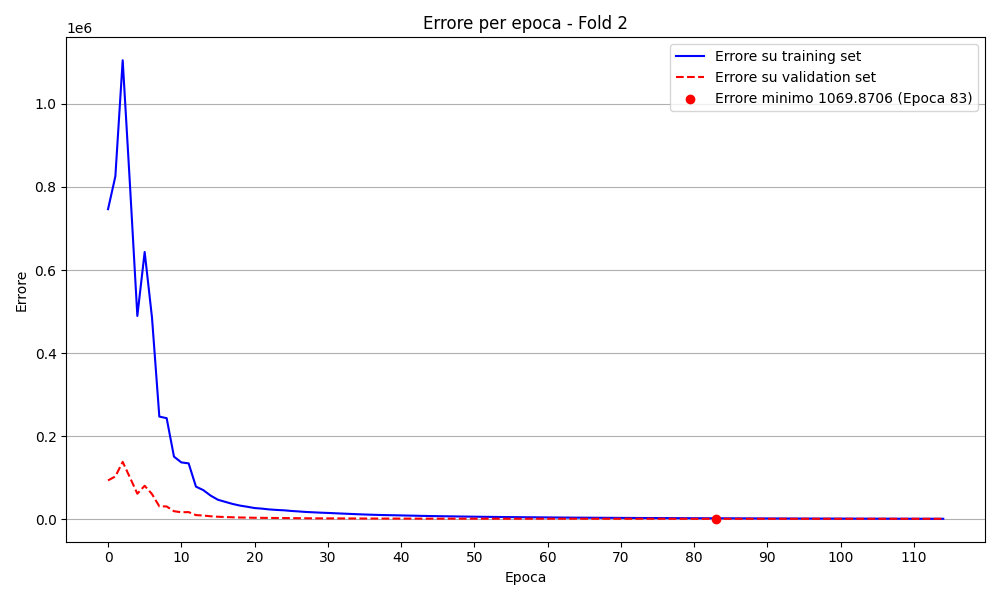 Errore per epoca - Fold 2
1e6
Errore su training set
Errore su validation set
Errore minimo 1069.8706 (Epoca 83)
1.0
0.8
0.6
0.4
0.2
0.0
Errore
0 10 20 30 40 50 60 70 80 90 100 110
Epoca